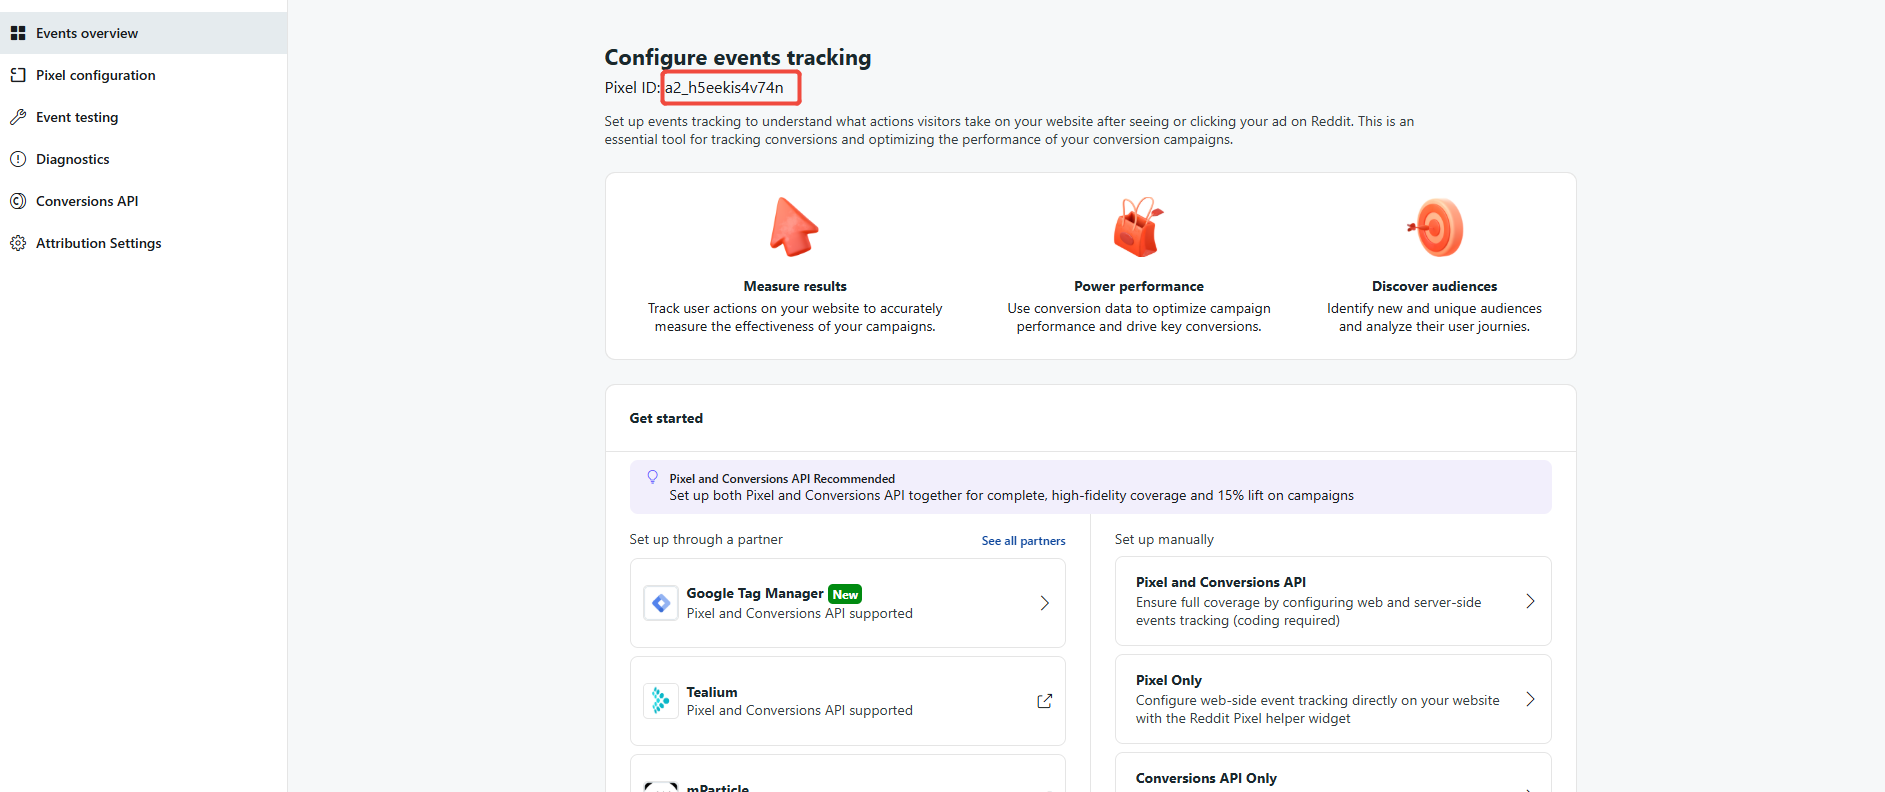 Events overview
Pixel configuration
Event testing
Diagnostics
Conversions API
Attribution Settings
Configure events tracking
Pixel ID: a2_h5eekis4v74n
Set up events tracking to understand what actions visitors take on your website after seeing or clicking your ad on Reddit. This is an
essential tool for tracking conversions and optimizing the performance of your conversion campaigns.
Measure results
Track user actions on your website to accurately
measure the effectiveness of your campaigns.
Power performance
Use conversion data to optimize campaign
performance and drive key conversions.
Discover audiences
Identify new and unique audiences
and analyze their user journies.
Get started
Pixel and Conversions API Recommended
Set up both Pixel and Conversions API together for complete, high-fidelity coverage and 15% lift on campaigns
Set up through a partner
See all partners
Google Tag Manager New
Pixel and Conversions API supported
Tealium
Pixel and Conversions API supported
mParticle
Set up manually
Pixel and Conversions API
Ensure full coverage by configuring web and server-side
events tracking (coding required)
Pixel Only
Configure web-side event tracking directly on your website
with the Reddit Pixel helper widget
Conversions API Only